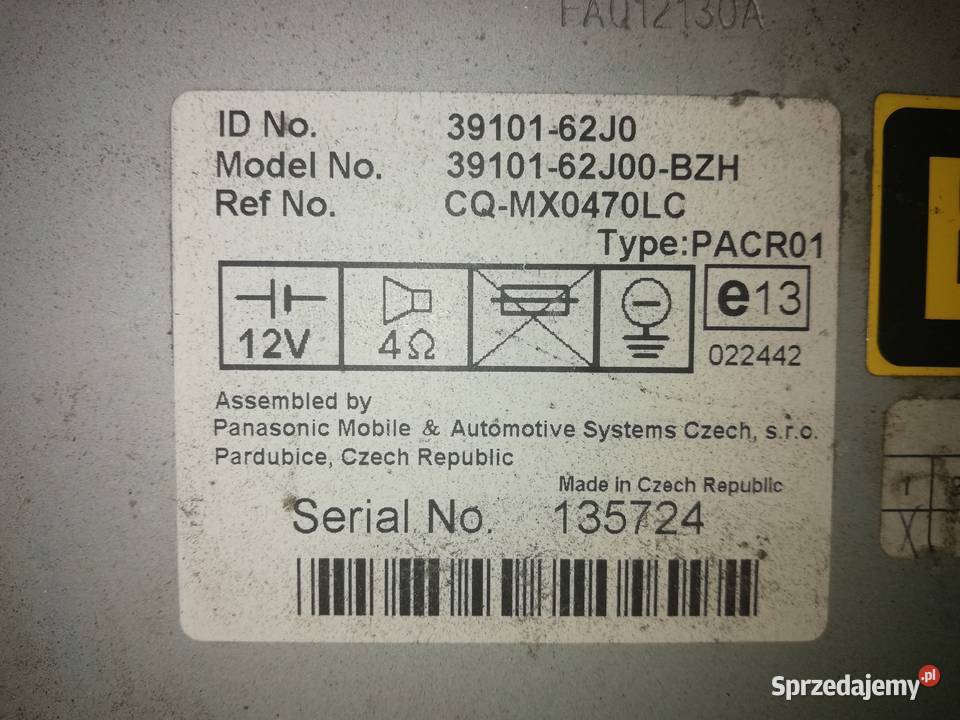 FAQ12130A
ID No. 39101-62J0
Model No. 39101-62J00-BZH
Ref No. CQ-MX0470LC
Type:PACR01
12V 4Ω e13
022442
Assembled by
Panasonic Mobile & Automotive Systems Czech, s.r.o.
Pardubice, Czech Republic
Made in Czech Republic
Serial No. 135724
Sprzedajemy.pl